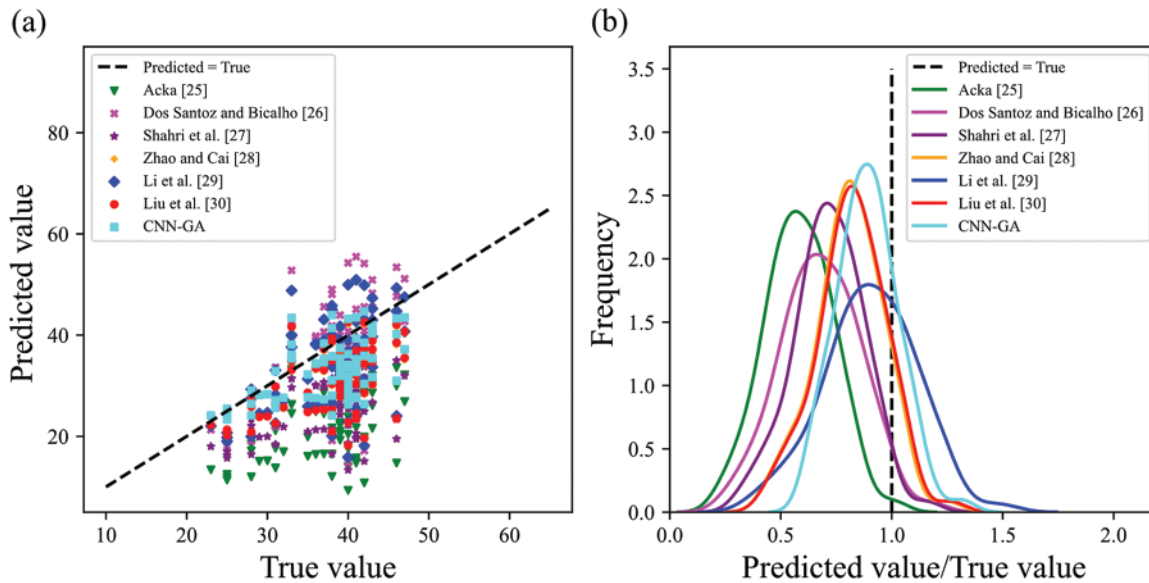 (a)
Predicted = True
Acka [25]
Dos Santoz and Bicalho [26]
Shahri et al. [27]
Zhao and Cai [28]
Li et al. [29]
Liu et al. [30]
CNN-GA
80
60
40
20
10 20 30 40 50 60
Predicted value
True value
(b)
Predicted = True
Acka [25]
Dos Santoz and Bicalho [26]
Shahri et al. [27]
Zhao and Cai [28]
Li et al. [29]
Liu et al. [30]
CNN-GA
3.5
3.0
2.5
2.0
1.5
1.0
0.5
0.0
0.0 0.5 1.0 1.5 2.0
Frequency
Predicted value/True value